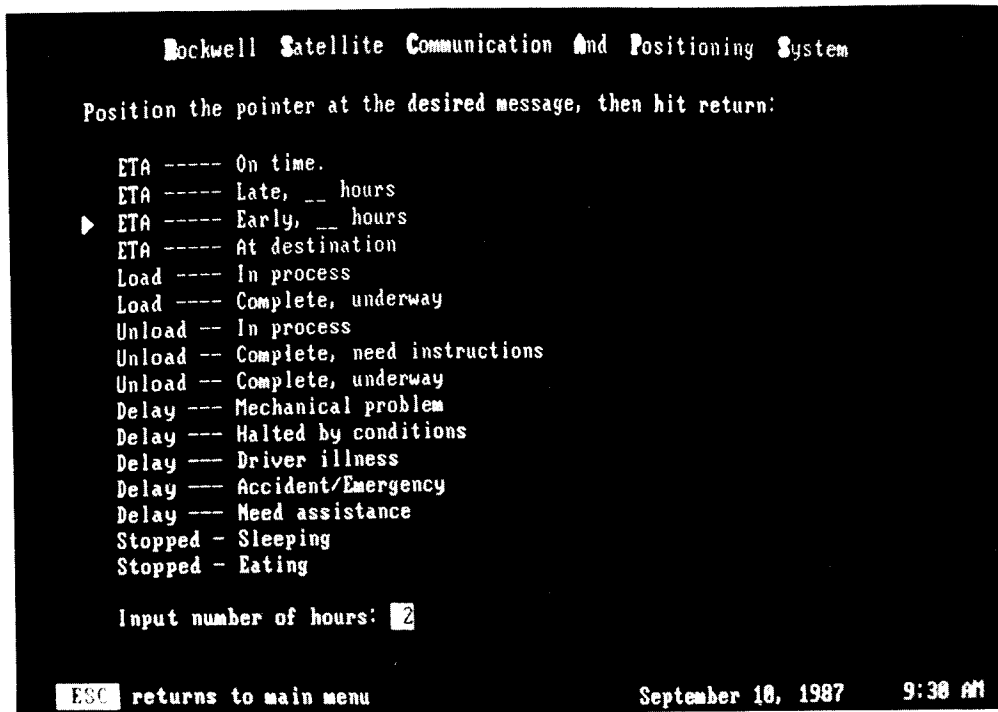 Rockwell Satellite Communication And Positioning System
Position the pointer at the desired message, then hit return:
ETA ----- On time.
ETA ----- Late, __ hours
ETA ----- Early, __ hours
ETA ----- At destination
Load ---- In process
Load ---- Complete, underway
Unload -- In process
Unload -- Complete, need instructions
Unload -- Complete, underway
Delay --- Mechanical problem
Delay --- Halted by conditions
Delay --- Driver illness
Delay --- Accident/Emergency
Delay --- Need assistance
Stopped - Sleeping
Stopped - Eating
Input number of hours: 2
ESC returns to main menu September 10, 1987 9:30 AM